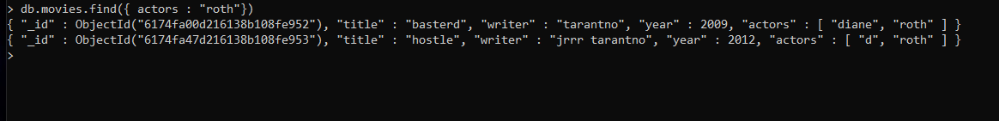 > db.movies.find({ actors : "roth"})
{ "_id" : ObjectId("6174fa00d216138b108fe952"), "title" : "basterd", "writer" : "tarantno", "year" : 2009, "actors" : [ "diane", "roth" ] }
{ "_id" : ObjectId("6174fa47d216138b108fe953"), "title" : "hostle", "writer" : "jrrr tarantno", "year" : 2012, "actors" : [ "d", "roth" ] }
>